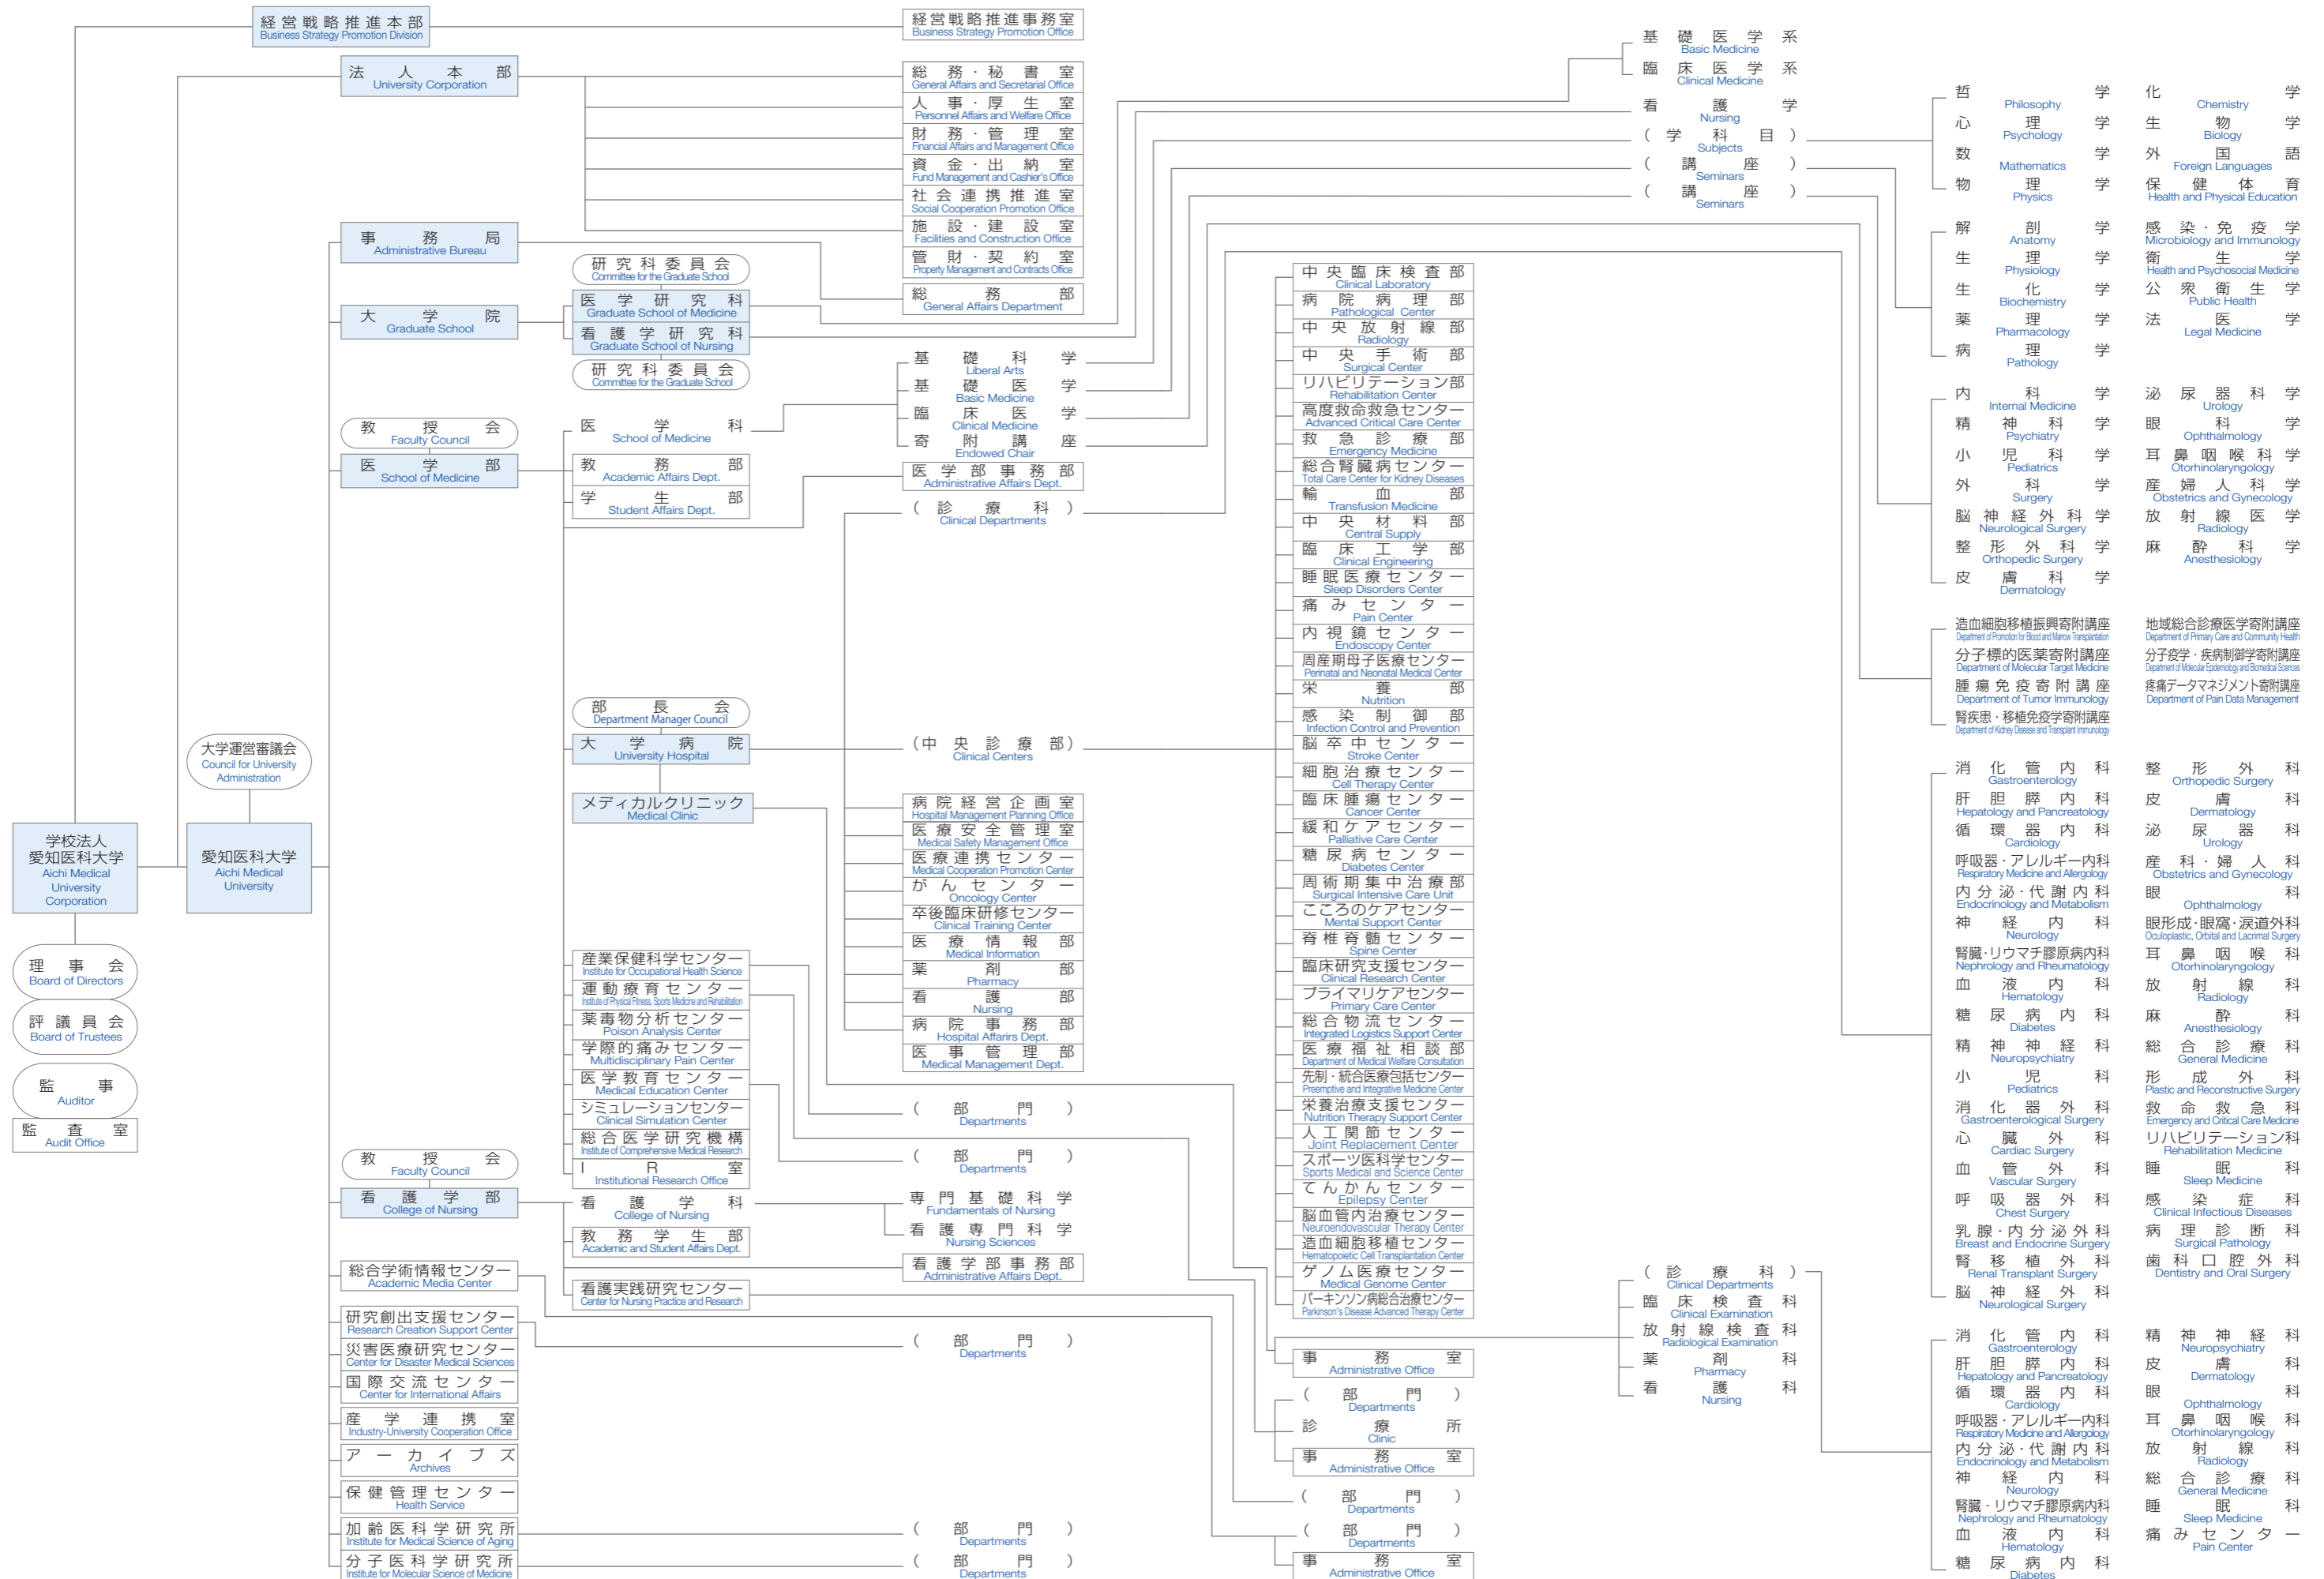 経営戦略推進本部
Business Strategy Promotion Division
経営戦略推進事務室
Business Strategy Promotion Office
法人本部
University Corporation
総務・秘書室
General Affairs and Secretarial Office
人事・厚生室
Personnel Affairs and Welfare Office
財務・管理室
Financial Affairs and Management Office
資金・出納室
Fund Management and Cashier's Office
社会連携推進室
Social Cooperation Promotion Office
施設・建設室
Facilities and Construction Office
管財・契約室
Property Management and Contracts Office
事務局
Administrative Bureau
総務部
General Affairs Department
大学院
Graduate School
研究科委員会
Committee for the Graduate School
医学研究科
Graduate School of Medicine
看護学研究科
Graduate School of Nursing
研究科委員会
Committee for the Graduate School
教授会
Faculty Council
医学部
School of Medicine
医学科
School of Medicine
教務部
Academic Affairs Dept.
学生部
Student Affairs Dept.
基礎科学
Liberal Arts
基礎医学
Basic Medicine
臨床医学
Clinical Medicine
寄附講座
Endowed Chair
医学部事務部
Administrative Affairs Dept.
(診療科)
Clinical Departments
部長会
Department Manager Council
大学病院
University Hospital
(中央診療部)
Clinical Centers
メディカルクリニック
Medical Clinic
病院経営企画室
Hospital Management Planning Office
医療安全管理室
Medical Safety Management Office
医療連携センター
Medical Cooperation Promotion Center
がんセンター
Oncology Center
卒後臨床研修センター
Clinical Training Center
医療情報部
Medical Information
薬剤部
Pharmacy
看護部
Nursing
病院事務部
Hospital Affarirs Dept.
医事管理部
Medical Management Dept.
大学運営審議会
Council for University
Administration
学校法人
愛知医科大学
Aichi Medical
University
Corporation
愛知医科大学
Aichi Medical
University
理事会
Board of Directors
評議員会
Board of Trustees
監事
Auditor
監査室
Audit Office
産業保健科学センター
Institute for Occupational Health Science
運動療育センター
Institute of Physical Fitness, Sports Medicine and Rehabilitation
薬毒物分析センター
Poison Analysis Center
学際的痛みセンター
Multidisciplinary Pain Center
医学教育センター
Medical Education Center
シミュレーションセンター
Clinical Simulation Center
総合医学研究機構
Institute of Comprehensive Medical Research
IR室
Institutional Research Office
(部門)
Departments
(部門)
Departments
教授会
Faculty Council
看護学部
College of Nursing
看護学科
College of Nursing
教務学生部
Academic and Student Affairs Dept.
専門基礎科学
Fundamentals of Nursing
看護専門科学
Nursing Sciences
看護学部事務部
Administrative Affairs Dept.
看護実践研究センター
Center for Nursing Practice and Research
総合学術情報センター
Academic Media Center
研究創出支援センター
Research Creation Support Center
災害医療研究センター
Center for Disaster Medical Sciences
国際交流センター
Center for International Affairs
産学連携室
Industry-University Cooperation Office
アーカイブズ
Archives
保健管理センター
Health Service
加齢医科学研究所
Institute for Medical Science of Aging
分子医科学研究所
Institute for Molecular Science of Medicine
(部門)
Departments
(部門)
Departments
(部門)
Departments
中央臨床検査部
Clinical Laboratory
病院病理部
Pathological Center
中央放射線部
Radiology
中央手術部
Surgical Center
リハビリテーション部
Rehabilitation Center
高度救命救急センター
Advanced Critical Care Center
救急診療部
Emergency Medicine
総合腎臓病センター
Total Care Center for Kidney Diseases
輸血部
Transfusion Medicine
中央材料部
Central Supply
臨床工学部
Clinical Engineering
睡眠医療センター
Sleep Disorders Center
痛みセンター
Pain Center
内視鏡センター
Endoscopy Center
周産期母子医療センター
Perinatal and Neonatal Medical Center
栄養部
Nutrition
感染制御部
Infection Control and Prevention
脳卒中センター
Stroke Center
細胞治療センター
Cell Therapy Center
臨床腫瘍センター
Cancer Center
緩和ケアセンター
Palliative Care Center
糖尿病センター
Diabetes Center
周術期集中治療部
Surgical Intensive Care Unit
こころのケアセンター
Mental Support Center
脊椎脊髄センター
Spine Center
臨床研究支援センター
Clinical Research Center
プライマリケアセンター
Primary Care Center
総合物流センター
Integrated Logistics Support Center
医療福祉相談部
Department of Medical Welfare Consultation
先制・統合医療包括センター
Preemptive and Integrative Medicine Center
栄養治療支援センター
Nutrition Therapy Support Center
人工関節センター
Joint Replacement Center
スポーツ医科学センター
Sports Medical and Science Center
てんかんセンター
Epilepsy Center
脳血管内治療センター
Neuroendovascular Therapy Center
造血細胞移植センター
Hematopoietic Cell Transplantation Center
ゲノム医療センター
Medical Genome Center
パーキンソン病総合治療センター
Parkinson's Disease Advanced Therapy Center
事務室
Administrative Office
(部門)
Departments
診療所
Clinic
事務室
Administrative Office
(部門)
Departments
(部門)
Departments
事務室
Administrative Office
基礎医学系
Basic Medicine
臨床医学系
Clinical Medicine
看護学
Nursing
(学科目)
Subjects
(講座)
Seminars
(講座)
Seminars
(診療科)
Clinical Departments
臨床検査科
Clinical Examination
放射線検査科
Radiological Examination
薬剤科
Pharmacy
看護科
Nursing
哲学 化学
Philosophy Chemistry
心理学 生物学
Psychology Biology
数学 外国語
Mathematics Foreign Languages
物理学 保健体育
Physics Health and Physical Education
解剖学 感染・免疫学
Anatomy Microbiology and Immunology
生理学 衛生学
Physiology Health and Psychosocial Medicine
生化学 公衆衛生学
Biochemistry Public Health
薬理学 法医学
Pharmacology Legal Medicine
病理学
Pathology
内科学 泌尿器科学
Internal Medicine Urology
精神科学 眼科学
Psychiatry Ophthalmology
小児科学 耳鼻咽喉科学
Pediatrics Otorhinolaryngology
外科学 産婦人科学
Surgery Obstetrics and Gynecology
脳神経外科学 放射線医学
Neurological Surgery Radiology
整形外科学 麻酔科学
Orthopedic Surgery Anesthesiology
皮膚科学
Dermatology
造血細胞移植振興寄附講座 地域総合診療医学寄附講座
Department of Promotion for Blood and Marrow Transplantation Department of Primary Care and Community Health
分子標的医薬寄附講座 分子疫学・疾病制御学寄附講座
Department of Molecular Target Medicine Department of Molecular Epidemiology and Biomedical Sciences
腫瘍免疫寄附講座 疼痛データマネジメント寄附講座
Department of Tumor Immunology Department of Pain Data Management
腎疾患・移植免疫学寄附講座
Department of Kidney Disease and Transplant Immunology
消化管内科 整形外科
Gastroenterology Orthopedic Surgery
肝胆膵内科 皮膚科
Hepatology and Pancreatology Dermatology
循環器内科 泌尿器科
Cardiology Urology
呼吸器・アレルギー内科 産科・婦人科
Respiratory Medicine and Allergology Obstetrics and Gynecology
内分泌・代謝内科 眼科
Endocrinology and Metabolism Ophthalmology
神経内科 眼形成・眼窩・涙道外科
Neurology Oculoplastic, Orbital and Lacrimal Surgery
腎臓・リウマチ膠原病内科 耳鼻咽喉科
Nephrology and Rheumatology Otorhinolaryngology
血液内科 放射線科
Hematology Radiology
糖尿病内科 麻酔科
Diabetes Anesthesiology
精神神経科 総合診療科
Neuropsychiatry General Medicine
小児科 形成外科
Pediatrics Plastic and Reconstructive Surgery
消化器外科 救命救急科
Gastroenterological Surgery Emergency and Critical Care Medicine
心臓外科 リハビリテーション科
Cardiac Surgery Rehabilitation Medicine
血管外科 睡眠科
Vascular Surgery Sleep Medicine
呼吸器外科 感染症科
Chest Surgery Clinical Infectious Diseases
乳腺・内分泌外科 病理診断科
Breast and Endocrine Surgery Surgical Pathology
腎移植外科 歯科口腔外科
Renal Transplant Surgery Dentistry and Oral Surgery
脳神経外科
Neurological Surgery
消化管内科 精神神経科
Gastroenterology Neuropsychiatry
肝胆膵内科 皮膚科
Hepatology and Pancreatology Dermatology
循環器内科 眼科
Cardiology Ophthalmology
呼吸器・アレルギー内科 耳鼻咽喉科
Respiratory Medicine and Allergology Otorhinolaryngology
内分泌・代謝内科 放射線科
Endocrinology and Metabolism Radiology
神経内科 総合診療科
Neurology General Medicine
腎臓・リウマチ膠原病内科 睡眠科
Nephrology and Rheumatology Sleep Medicine
血液内科 痛みセンター
Hematology Pain Center
糖尿病内科
Diabetes